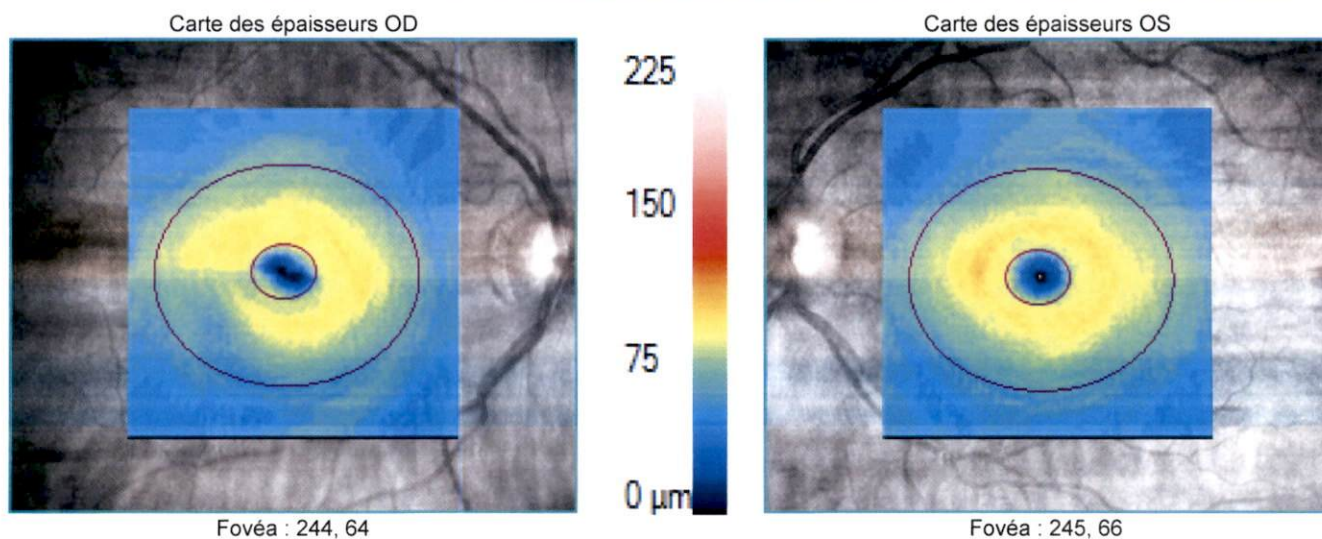 Carte des épaisseurs OD
Carte des épaisseurs OS
225
150
75
0 µm
Fovéa : 244, 64
Fovéa : 245, 66